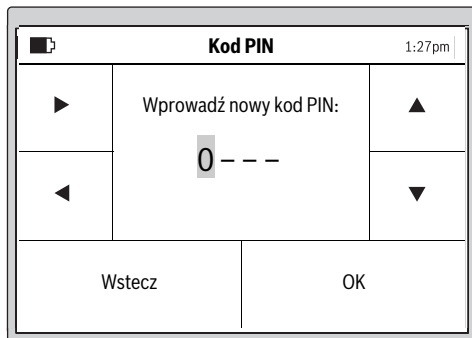 Kod PIN 1:27pm
Wprowadź nowy kod PIN:
0– – –
Wstecz OK